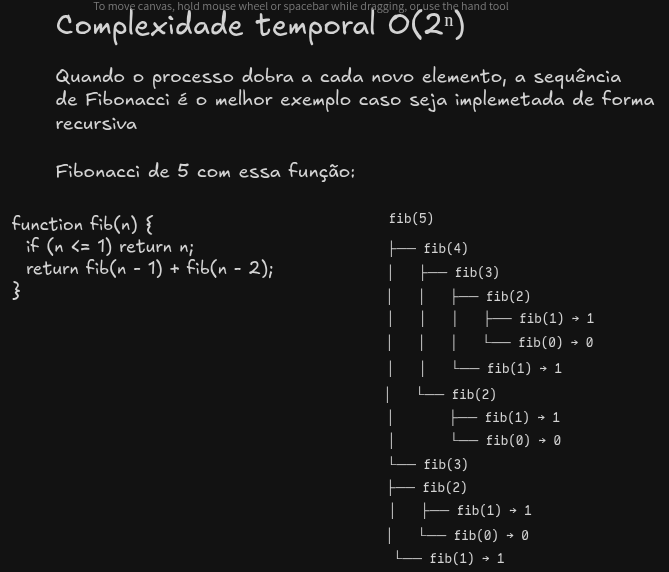 To move canvas, hold mouse wheel or spacebar while dragging, or use the hand tool
Complexidade temporal O(2ⁿ)
Quando o processo dobra a cada novo elemento, a sequência
de Fibonacci é o melhor exemplo caso seja implemetada de forma
recursiva
Fibonacci de 5 com essa função:
function fib(n) {
if (n <= 1) return n;
return fib(n - 1) + fib(n - 2);
}
fib(5)
├── fib(4)
│   ├── fib(3)
│   │   ├── fib(2)
│   │   │   ├── fib(1) → 1
│   │   │   └── fib(0) → 0
│   │   └── fib(1) → 1
│   └── fib(2)
│       ├── fib(1) → 1
│       └── fib(0) → 0
└── fib(3)
├── fib(2)
│   ├── fib(1) → 1
│   └── fib(0) → 0
└── fib(1) → 1